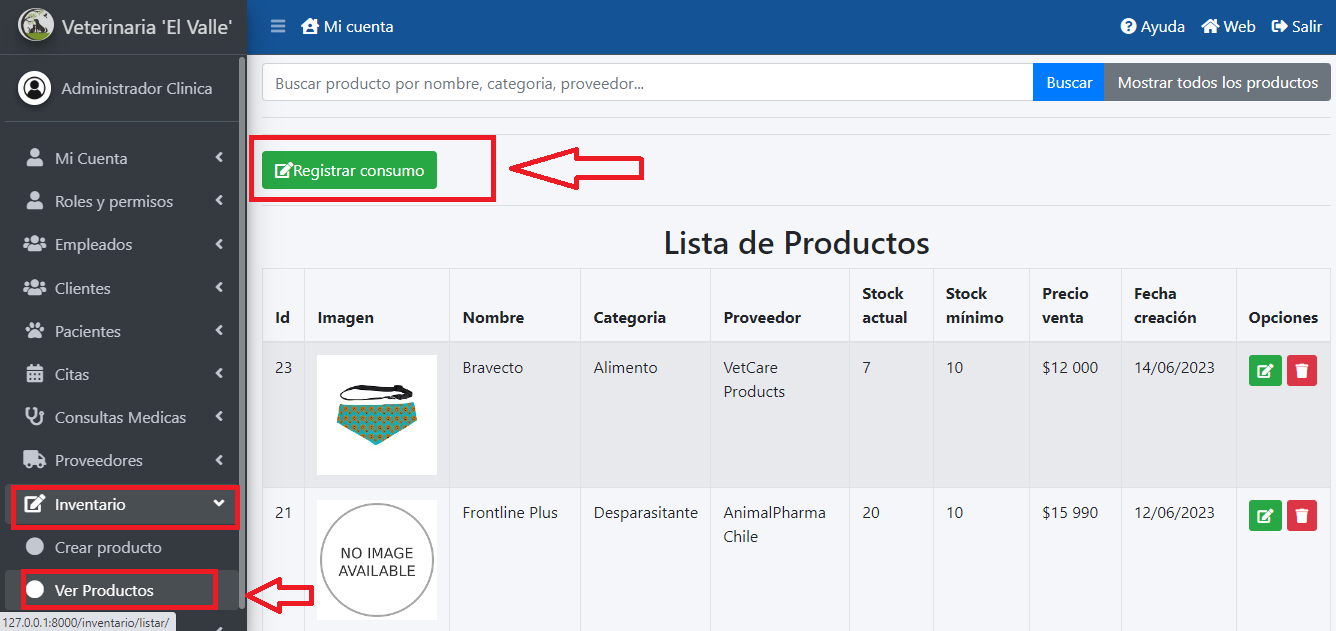 Veterinaria 'El Valle'
Mi cuenta
Ayuda
Web
Salir
Administrador Clinica
Mi Cuenta
Roles y permisos
Empleados
Clientes
Pacientes
Citas
Consultas Medicas
Proveedores
Inventario
Crear producto
Ver Productos
127.0.0.1:8000/inventario/listar/
Buscar producto por nombre, categoria, proveedor...
Buscar
Mostrar todos los productos
Registrar consumo
Lista de Productos
Id Imagen Nombre Categoria Proveedor Stock actual Stock mínimo Precio venta Fecha creación Opciones
23 Bravecto Alimento VetCare Products 7 10 $12 000 14/06/2023
21 NO IMAGE AVAILABLE Frontline Plus Desparasitante AnimalPharma Chile 20 10 $15 990 12/06/2023